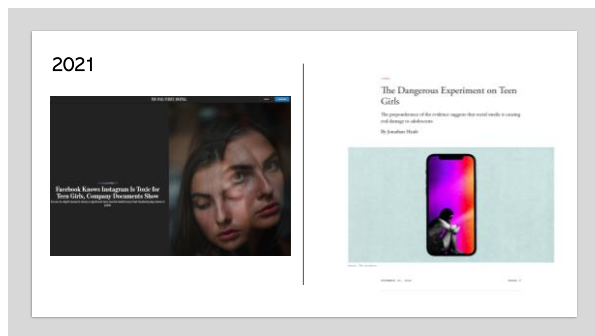 2021
THE WALL STREET JOURNAL.
Facebook Knows Instagram Is Toxic for
Teen Girls, Company Documents Show
The Dangerous Experiment on Teen
Girls
The preponderance of the evidence suggests that social media is causing
real damage to adolescents.
By Jonathan Haidt